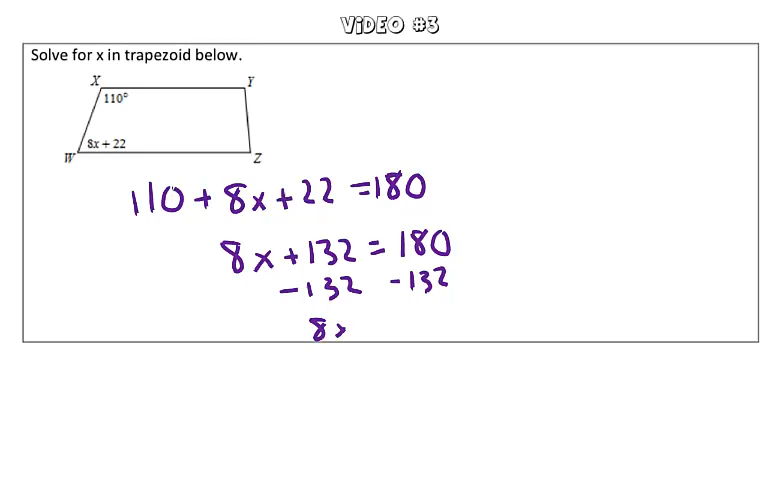 VIDEO #3
Solve for x in trapezoid below.
X Y
110°
8x + 22
W Z
110 + 8x + 22 = 180
8x + 132 = 180
-132 -132
8x